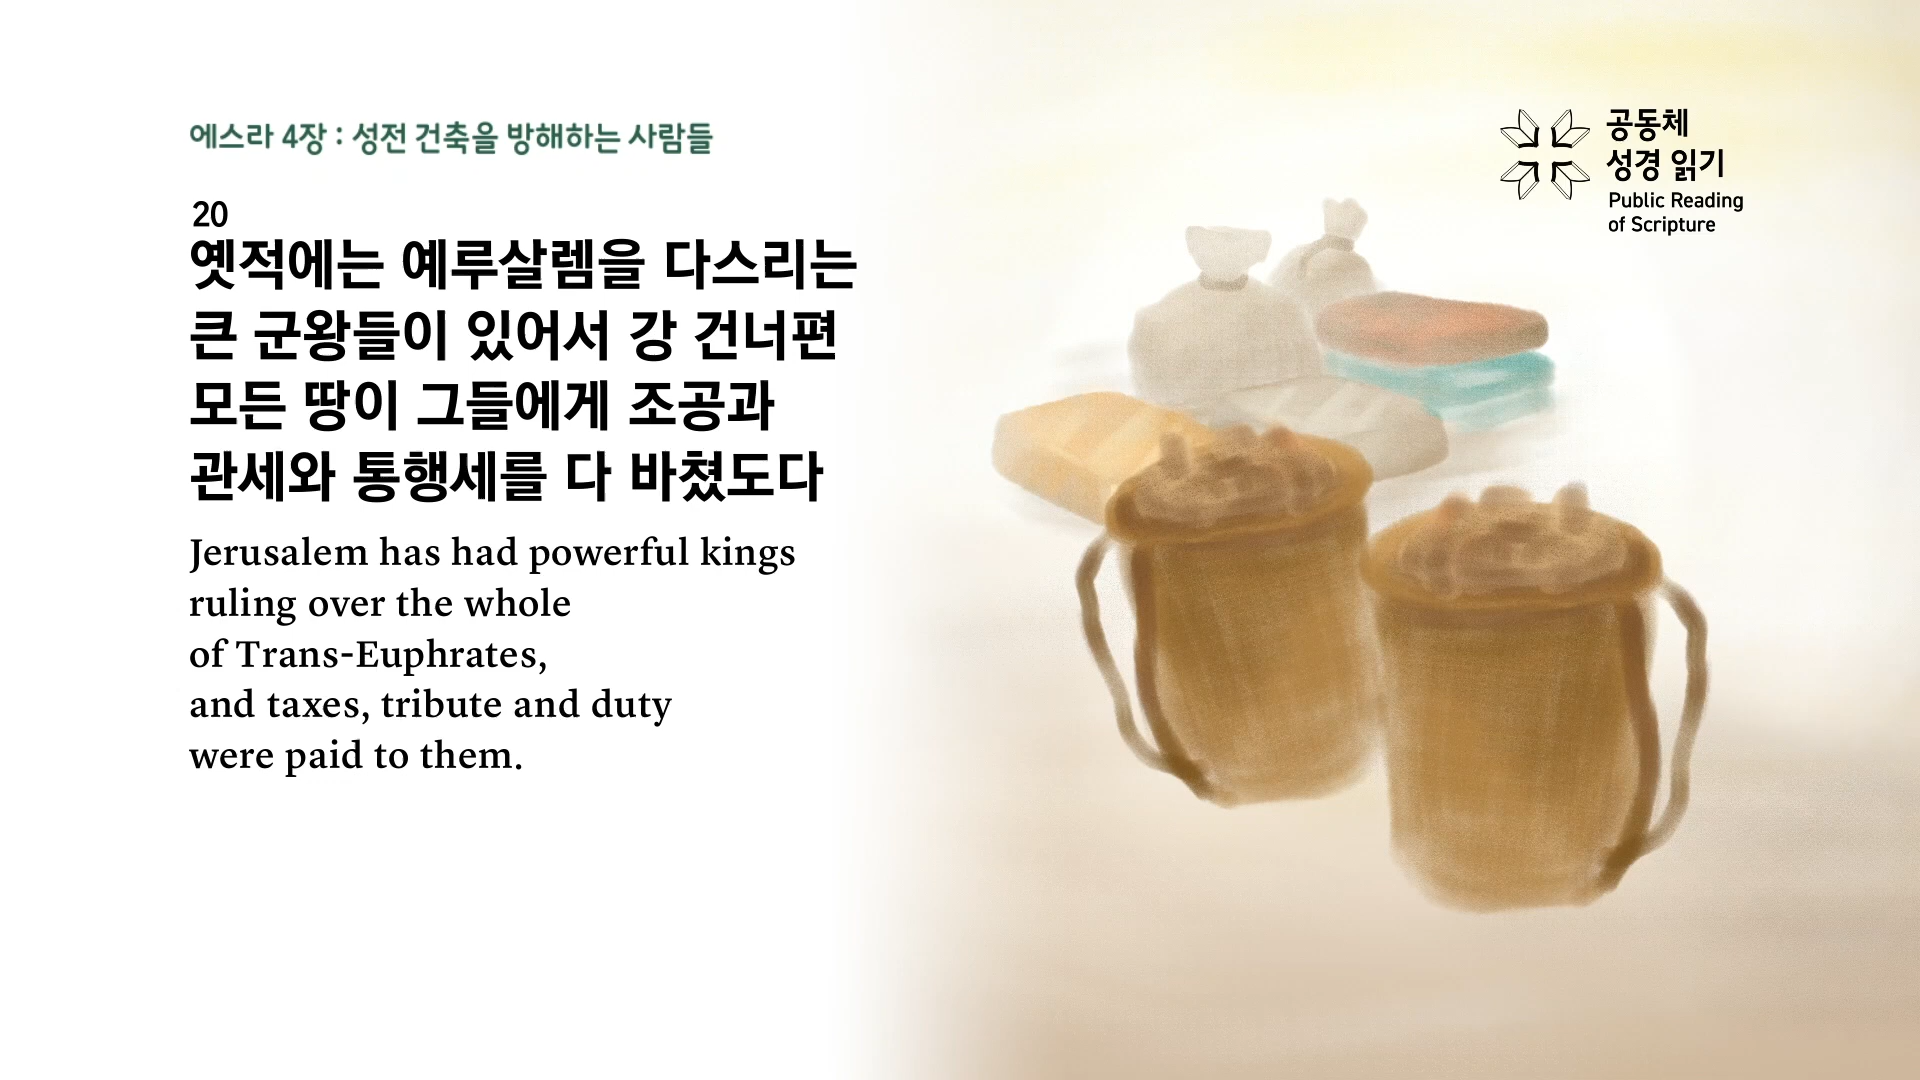 에스라 4장 : 성전 건축을 방해하는 사람들
20
옛적에는 예루살렘을 다스리는
큰 군왕들이 있어서 강 건너편
모든 땅이 그들에게 조공과
관세와 통행세를 다 바쳤도다
Jerusalem has had powerful kings
ruling over the whole
of Trans-Euphrates,
and taxes, tribute and duty
were paid to them.
공동체
성경 읽기
Public Reading
of Scripture